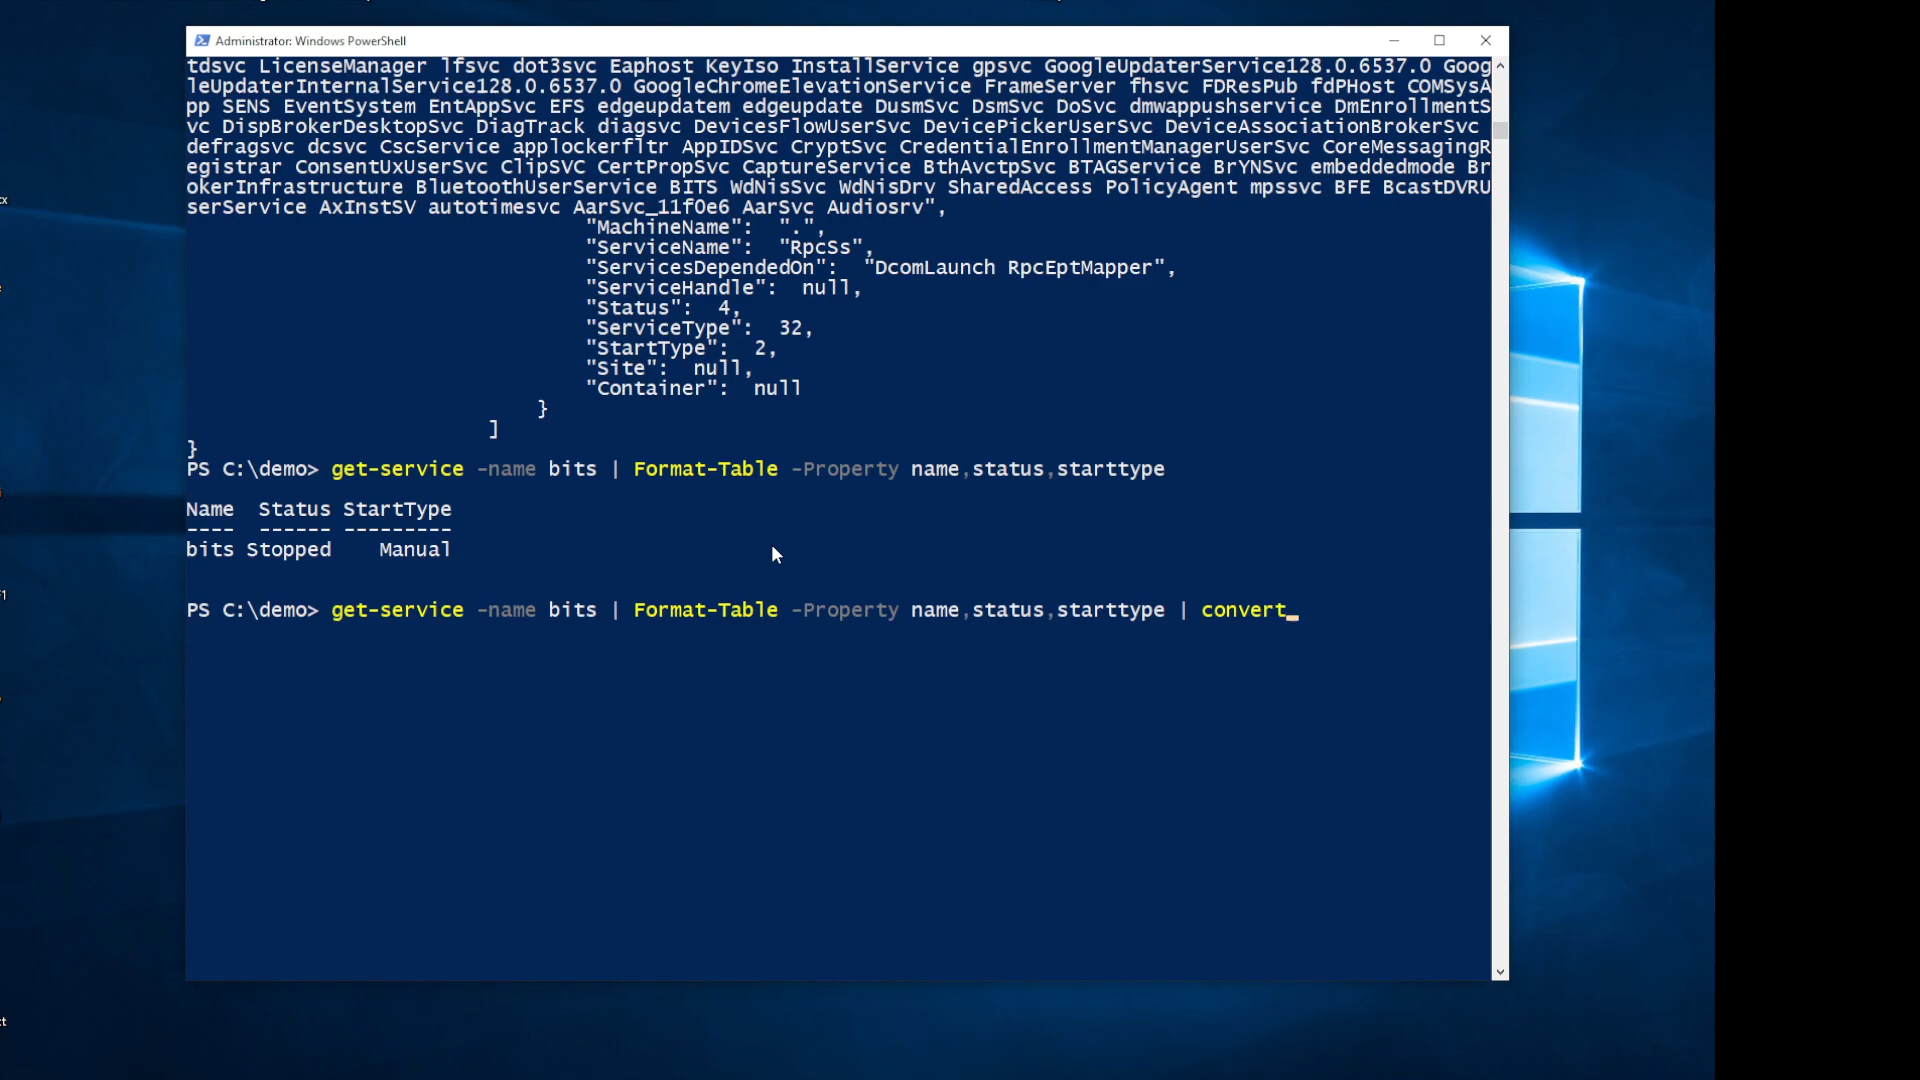 Administrator: Windows PowerShell
tdsvc LicenseManager lfsvc dot3svc Eaphost KeyIso InstallService gpsvc GoogleUpdaterService128.0.6537.0 Goog
leUpdaterInternalService128.0.6537.0 GoogleChromeElevationService FrameServer fhsvc FDResPub fdPHost COMSysA
pp SENS EventSystem EntAppSvc EFS edgeupdatem edgeupdate DusmSvc DsmSvc DoSvc dmwappushservice DmEnrollmentS
vc DispBrokerDesktopSvc DiagTrack diagsvc DevicesFlowUserSvc DevicePickerUserSvc DeviceAssociationBrokerSvc
defragsvc dcsvc CscService applockerfltr AppIDSvc CryptSvc CredentialEnrollmentManagerUserSvc CoreMessagingR
egistrar ConsentUxUserSvc ClipSVC CertPropSvc CaptureService BthAvctpSvc BTAGService BrYNSvc embeddedmode Br
okerInfrastructure BluetoothUserService BITS WdNisSvc WdNisDrv SharedAccess PolicyAgent mpssvc BFE BcastDVRU
serService AxInstSV autotimesvc AarSvc_11f0e6 AarSvc Audiosrv",
"MachineName":  ".",
"ServiceName":  "RpcSs",
"ServicesDependedOn":  "DcomLaunch RpcEptMapper",
"ServiceHandle":  null,
"Status":  4,
"ServiceType":  32,
"StartType":  2,
"Site":  null,
"Container":  null
}
]
}
PS C:\demo> get-service -name bits | Format-Table -Property name,status,starttype
Name  Status StartType
----  ------ ---------
bits Stopped    Manual
PS C:\demo> get-service -name bits | Format-Table -Property name,status,starttype | convert_